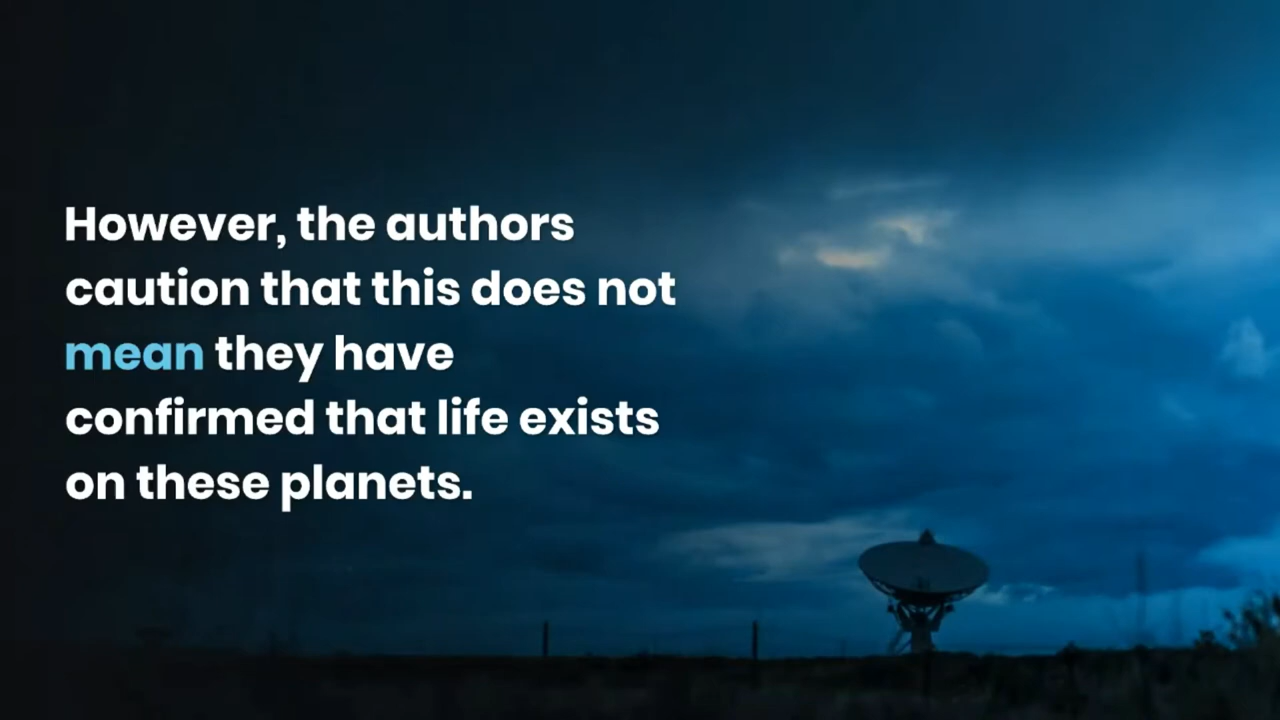 However, the authors
caution that this does not
mean they have
confirmed that life exists
on these planets.